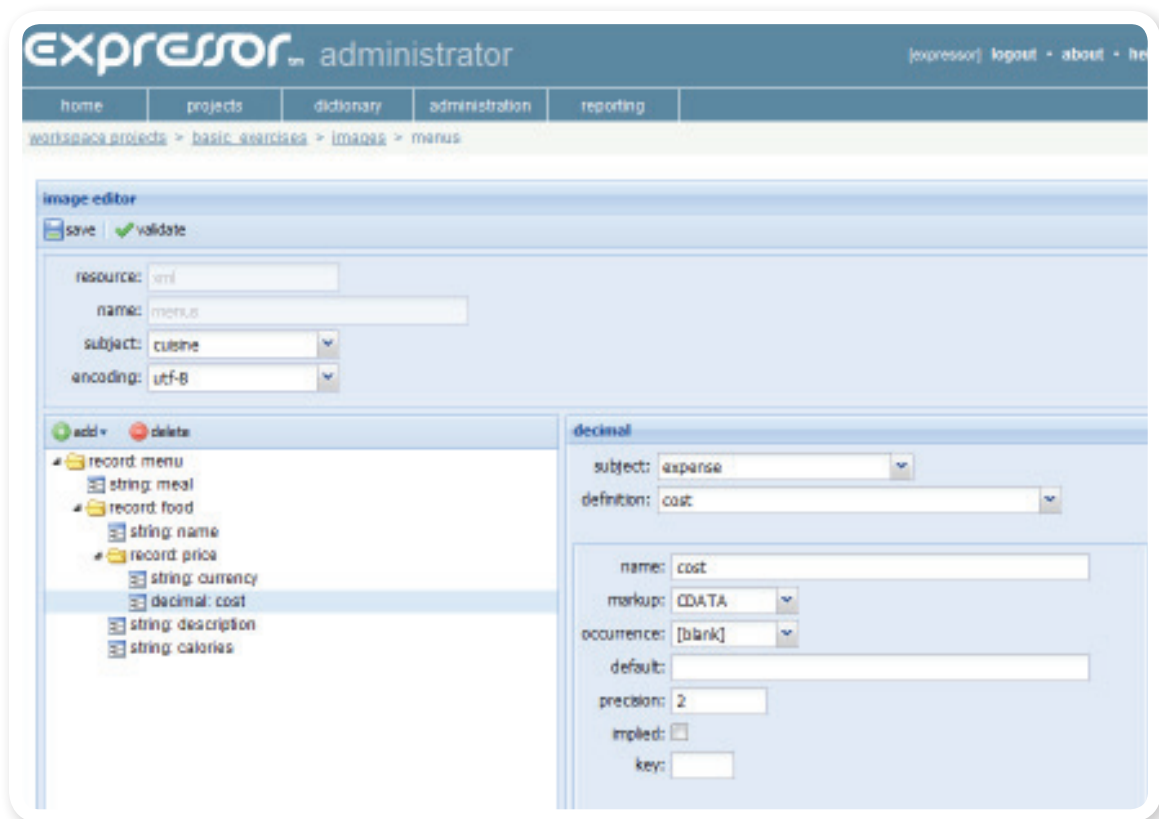 expressor sm administrator
[expressor] logout • about • he
home projects dictionary administration reporting
workspace projects > basic_exercises > images > menus
image editor
save validate
resource: xml
name: menus
subject: cuisine
encoding: utf-8
add delete
record: menu
string: meal
record: food
string: name
record: price
string: currency
decimal: cost
string: description
string: calories
decimal
subject: expense
definition: cost
name: cost
markup: CDATA
occurrence: [blank]
default:
precision: 2
implied:
key: